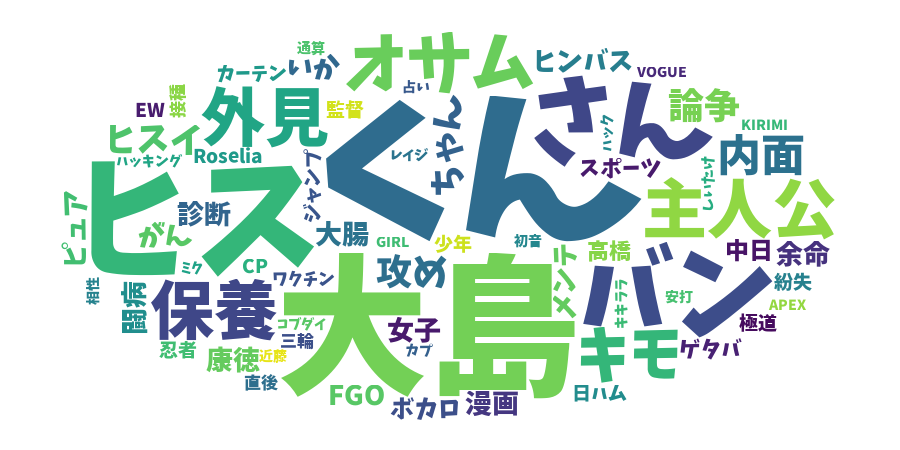 通算
カーテン
いか
オサム
ヒンバス
VOGUE
EW
接種
外見
監督
占い
くん
さん
論争
KIRIMI
ヒスイ
ハッキング
Roselia
レイジ
ちゃん
ハック
スポーツ
内面
しいたけ
ヒス
ジャンプ
主人公
ピュア
診断
がん
大腸
GIRL
少年
初音
高橋
中日
余命
ミク
CP
ワクチン
攻め
メンテ
バン
紛失
相性
闘病
保養
大島
キキララ
安打
APEX
コブダイ
三輪
女子
カプ
キモ
極道
ゲタバ
忍者
康徳
近藤
直後
FGO
ボカロ
漫画
日ハム